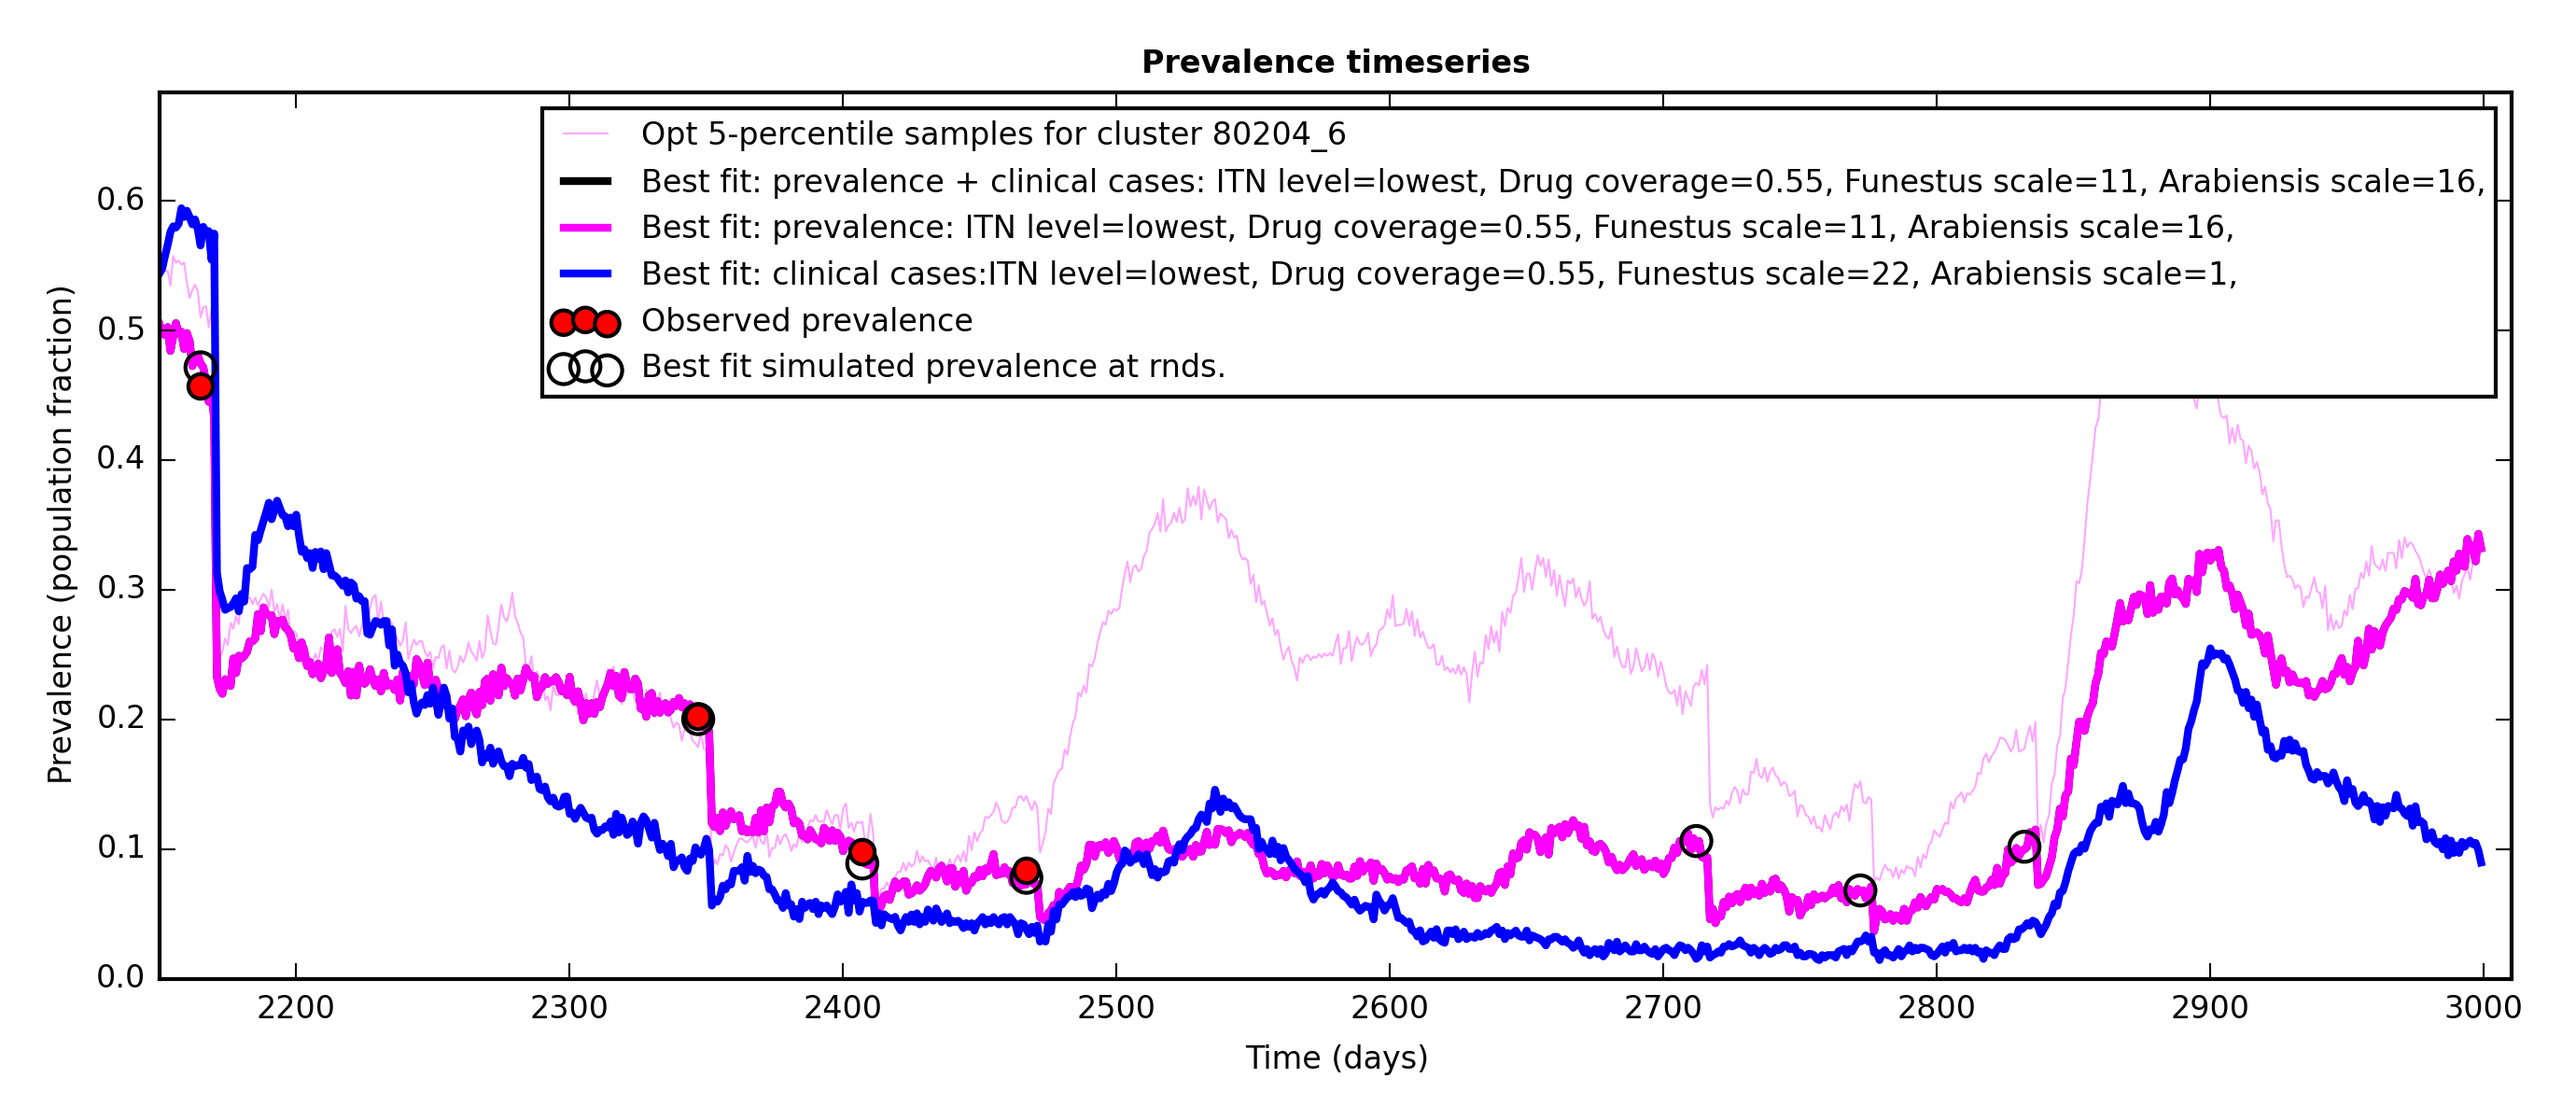 Prevalence timeseries
Opt 5-percentile samples for cluster 80204_6
Best fit: prevalence + clinical cases: ITN level=lowest, Drug coverage=0.55, Funestus scale=11, Arabiensis scale=16,
Best fit: prevalence: ITN level=lowest, Drug coverage=0.55, Funestus scale=11, Arabiensis scale=16,
Best fit: clinical cases:ITN level=lowest, Drug coverage=0.55, Funestus scale=22, Arabiensis scale=1,
Observed prevalence
Best fit simulated prevalence at rnds.
Prevalence (population fraction)
0.6
0.5
0.4
0.3
0.2
0.1
0.0
2200 2300 2400 2500 2600 2700 2800 2900 3000
Time (days)